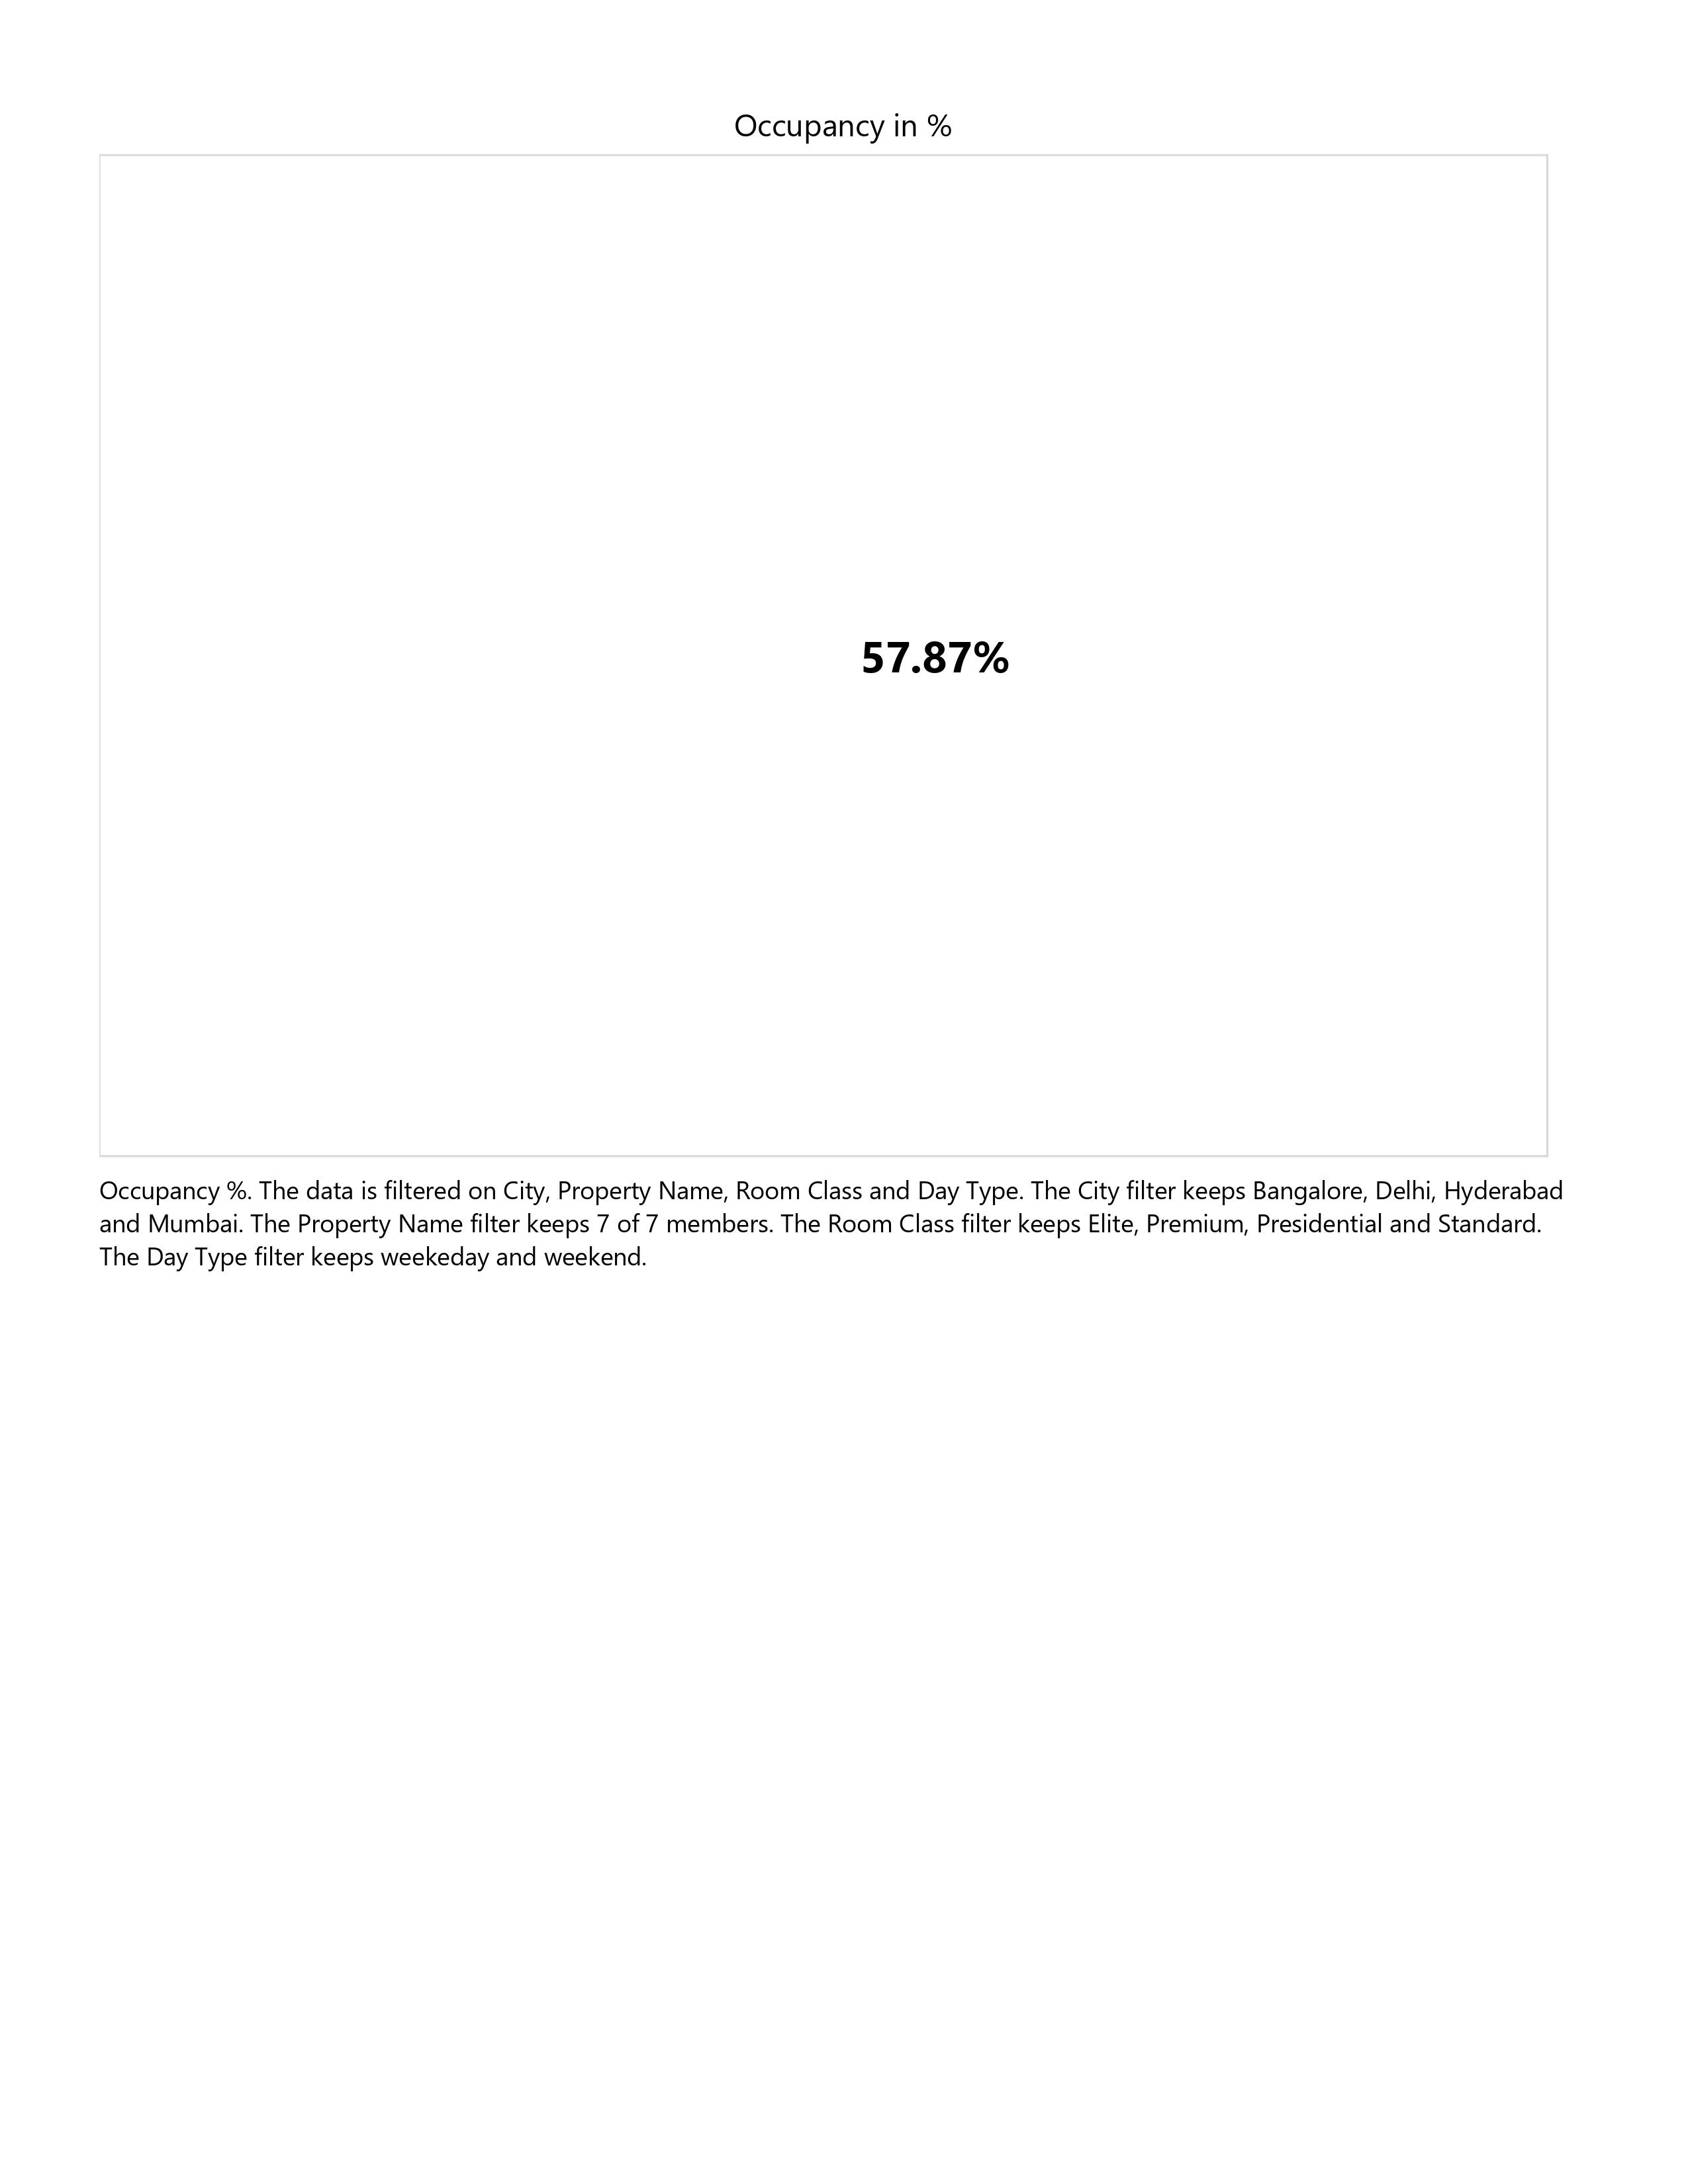 Occupancy in %
57.87%
Occupancy %. The data is filtered on City, Property Name, Room Class and Day Type. The City filter keeps Bangalore, Delhi, Hyderabad
and Mumbai. The Property Name filter keeps 7 of 7 members. The Room Class filter keeps Elite, Premium, Presidential and Standard.
The Day Type filter keeps weekeday and weekend.